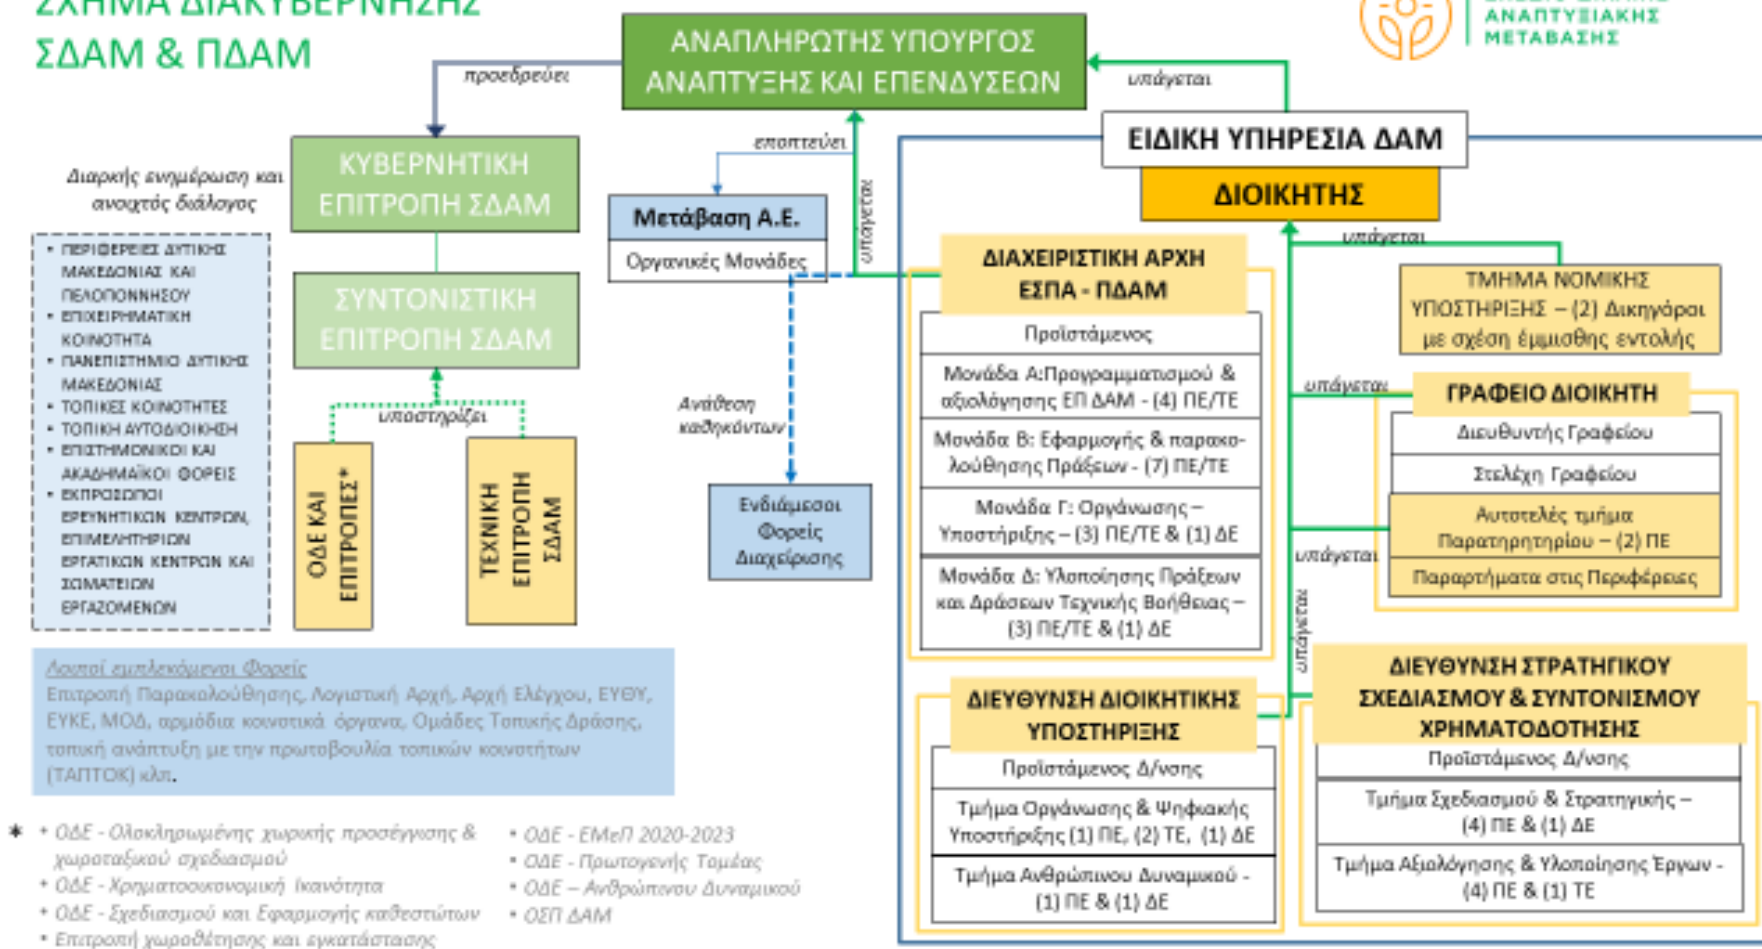 ΣΧΗΜΑ ΔΙΑΚΥΒΕΡΝΗΣΗΣ
ΣΔΑΜ & ΠΔΑΜ
ΑΝΑΠΤΥΞΙΑΚΗΣ
ΜΕΤΑΒΑΣΗΣ
ΑΝΑΠΛΗΡΩΤΗΣ ΥΠΟΥΡΓΟΣ
ΑΝΑΠΤΥΞΗΣ ΚΑΙ ΕΠΕΝΔΥΣΕΩΝ
προεδρεύει
υπάγεται
εποπτεύει
υπάγεται
ΚΥΒΕΡΝΗΤΙΚΗ
ΕΠΙΤΡΟΠΗ ΣΔΑΜ
ΣΥΝΤΟΝΙΣΤΙΚΗ
ΕΠΙΤΡΟΠΗ ΣΔΑΜ
υποστηρίζει
ΟΔΕ ΚΑΙ
ΕΠΙΤΡΟΠΕΣ*
ΤΕΧΝΙΚΗ
ΕΠΙΤΡΟΠΗ
ΣΔΑΜ
Διαρκής ενημέρωση και
ανοιχτός διάλογος
• ΠΕΡΙΦΕΡΕΙΕΣ ΔΥΤΙΚΗΣ
ΜΑΚΕΔΟΝΙΑΣ ΚΑΙ
ΠΕΛΟΠΟΝΝΗΣΟΥ
• ΕΠΙΧΕΙΡΗΜΑΤΙΚΗ
ΚΟΙΝΟΤΗΤΑ
• ΠΑΝΕΠΙΣΤΗΜΙΟ ΔΥΤΙΚΗΣ
ΜΑΚΕΔΟΝΙΑΣ
• ΤΟΠΙΚΕΣ ΚΟΙΝΟΤΗΤΕΣ
• ΤΟΠΙΚΗ ΑΥΤΟΔΙΟΙΚΗΣΗ
• ΕΠΙΣΤΗΜΟΝΙΚΟΙ ΚΑΙ
ΑΚΑΔΗΜΑΪΚΟΙ ΦΟΡΕΙΣ
• ΕΚΠΡΟΣΩΠΟΙ
ΕΡΕΥΝΗΤΙΚΩΝ ΚΕΝΤΡΩΝ,
ΕΠΙΜΕΛΗΤΗΡΙΩΝ
ΕΡΓΑΤΙΚΩΝ ΚΕΝΤΡΩΝ ΚΑΙ
ΣΩΜΑΤΕΙΩΝ
ΕΡΓΑΖΟΜΕΝΩΝ
Μετάβαση Α.Ε.
Οργανικές Μονάδες
Ανάθεση
καθηκόντων
Ενδιάμεσοι
Φορείς
Διαχείρισης
ΕΙΔΙΚΗ ΥΠΗΡΕΣΙΑ ΔΑΜ
ΔΙΟΙΚΗΤΗΣ
ΔΙΑΧΕΙΡΙΣΤΙΚΗ ΑΡΧΗ
ΕΣΠΑ - ΠΔΑΜ
Προϊστάμενος
Μονάδα Α:Προγραμματισμού &
αξιολόγησης ΕΠ ΔΑΜ - (4) ΠΕ/ΤΕ
Μονάδα Β: Εφαρμογής & παρακο-
λούθησης Πράξεων - (7) ΠΕ/ΤΕ
Μονάδα Γ: Οργάνωσης –
Υποστήριξης – (3) ΠΕ/ΤΕ & (1) ΔΕ
Μονάδα Δ: Υλοποίησης Πράξεων
και Δράσεων Τεχνικής Βοήθειας –
(3) ΠΕ/ΤΕ & (1) ΔΕ
υπάγεται
ΤΜΗΜΑ ΝΟΜΙΚΗΣ
ΥΠΟΣΤΗΡΙΞΗΣ – (2) Δικηγόροι
με σχέση έμμισθης εντολής
υπάγεται
ΓΡΑΦΕΙΟ ΔΙΟΙΚΗΤΗ
Διευθυντής Γραφείου
Στελέχη Γραφείου
Αυτοτελές τμήμα
Παρατηρητηρίου – (2) ΠΕ
Παραρτήματα στις Περιφέρειες
υπάγεται
υπάγεται
ΔΙΕΥΘΥΝΣΗ ΔΙΟΙΚΗΤΙΚΗΣ
ΥΠΟΣΤΗΡΙΞΗΣ
Προϊστάμενος Δ/νσης
Τμήμα Οργάνωσης & Ψηφιακής
Υποστήριξης (1) ΠΕ, (2) ΤΕ, (1) ΔΕ
Τμήμα Ανθρώπινου Δυναμικού -
(1) ΠΕ & (1) ΔΕ
ΔΙΕΥΘΥΝΣΗ ΣΤΡΑΤΗΓΙΚΟΥ
ΣΧΕΔΙΑΣΜΟΥ & ΣΥΝΤΟΝΙΣΜΟΥ
ΧΡΗΜΑΤΟΔΟΤΗΣΗΣ
Προϊστάμενος Δ/νσης
Τμήμα Σχεδιασμού & Στρατηγικής –
(4) ΠΕ & (1) ΔΕ
Τμήμα Αξιολόγησης & Υλοποίησης Έργων -
(4) ΠΕ & (1) ΤΕ
Λοιποί εμπλεκόμενοι Φορείς
Επιτροπή Παρακολούθησης, Λογιστική Αρχή, Αρχή Ελέγχου, ΕΥΘΥ,
ΕΥΚΕ, ΜΟΔ, αρμόδια κοινοτικά όργανα, Ομάδες Τοπικής Δράσης,
τοπική ανάπτυξη με την πρωτοβουλία τοπικών κοινοτήτων
(ΤΑΠΤΟΚ) κλπ.
* • ΟΔΕ - Ολοκληρωμένης χωρικής προσέγγισης &
χωροταξικού σχεδιασμού
• ΟΔΕ - Χρηματοοικονομική Ικανότητα
• ΟΔΕ - Σχεδιασμού και Εφαρμογής καθεστώτων
• Επιτροπή χωροθέτησης και εγκατάστασης
• ΟΔΕ - ΕΜεΠ 2020-2023
• ΟΔΕ - Πρωτογενής Τομέας
• ΟΔΕ – Ανθρώπινου Δυναμικού
• ΟΣΠ ΔΑΜ